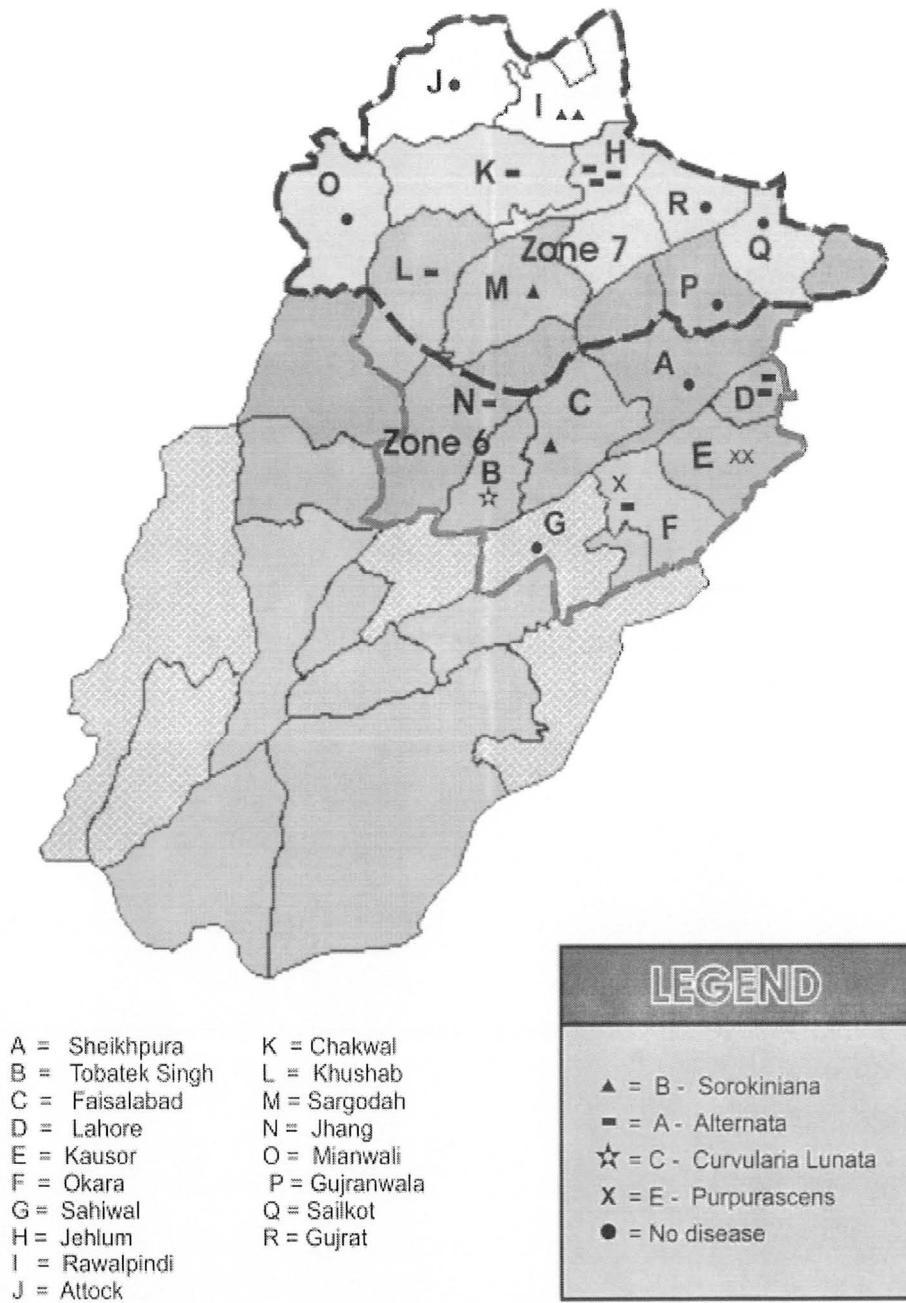 J
I
H
K
O
R
Q
Zone 7
L
M
P
A
N
C
D
Zone 6
B
E
X
XX
G
F
LEGEND
A = Sheikhpura
B = Tobatek Singh
C = Faisalabad
D = Lahore
E = Kausor
F = Okara
G = Sahiwal
H = Jehlum
I = Rawalpindi
J = Attock
K = Chakwal
L = Khushab
M = Sargodah
N = Jhang
O = Mianwali
P = Gujranwala
Q = Sailkot
R = Gujrat
▲ = B - Sorokiniana
▬ = A - Alternata
☆ = C - Curvularia Lunata
X = E - Purpurascens
● = No disease